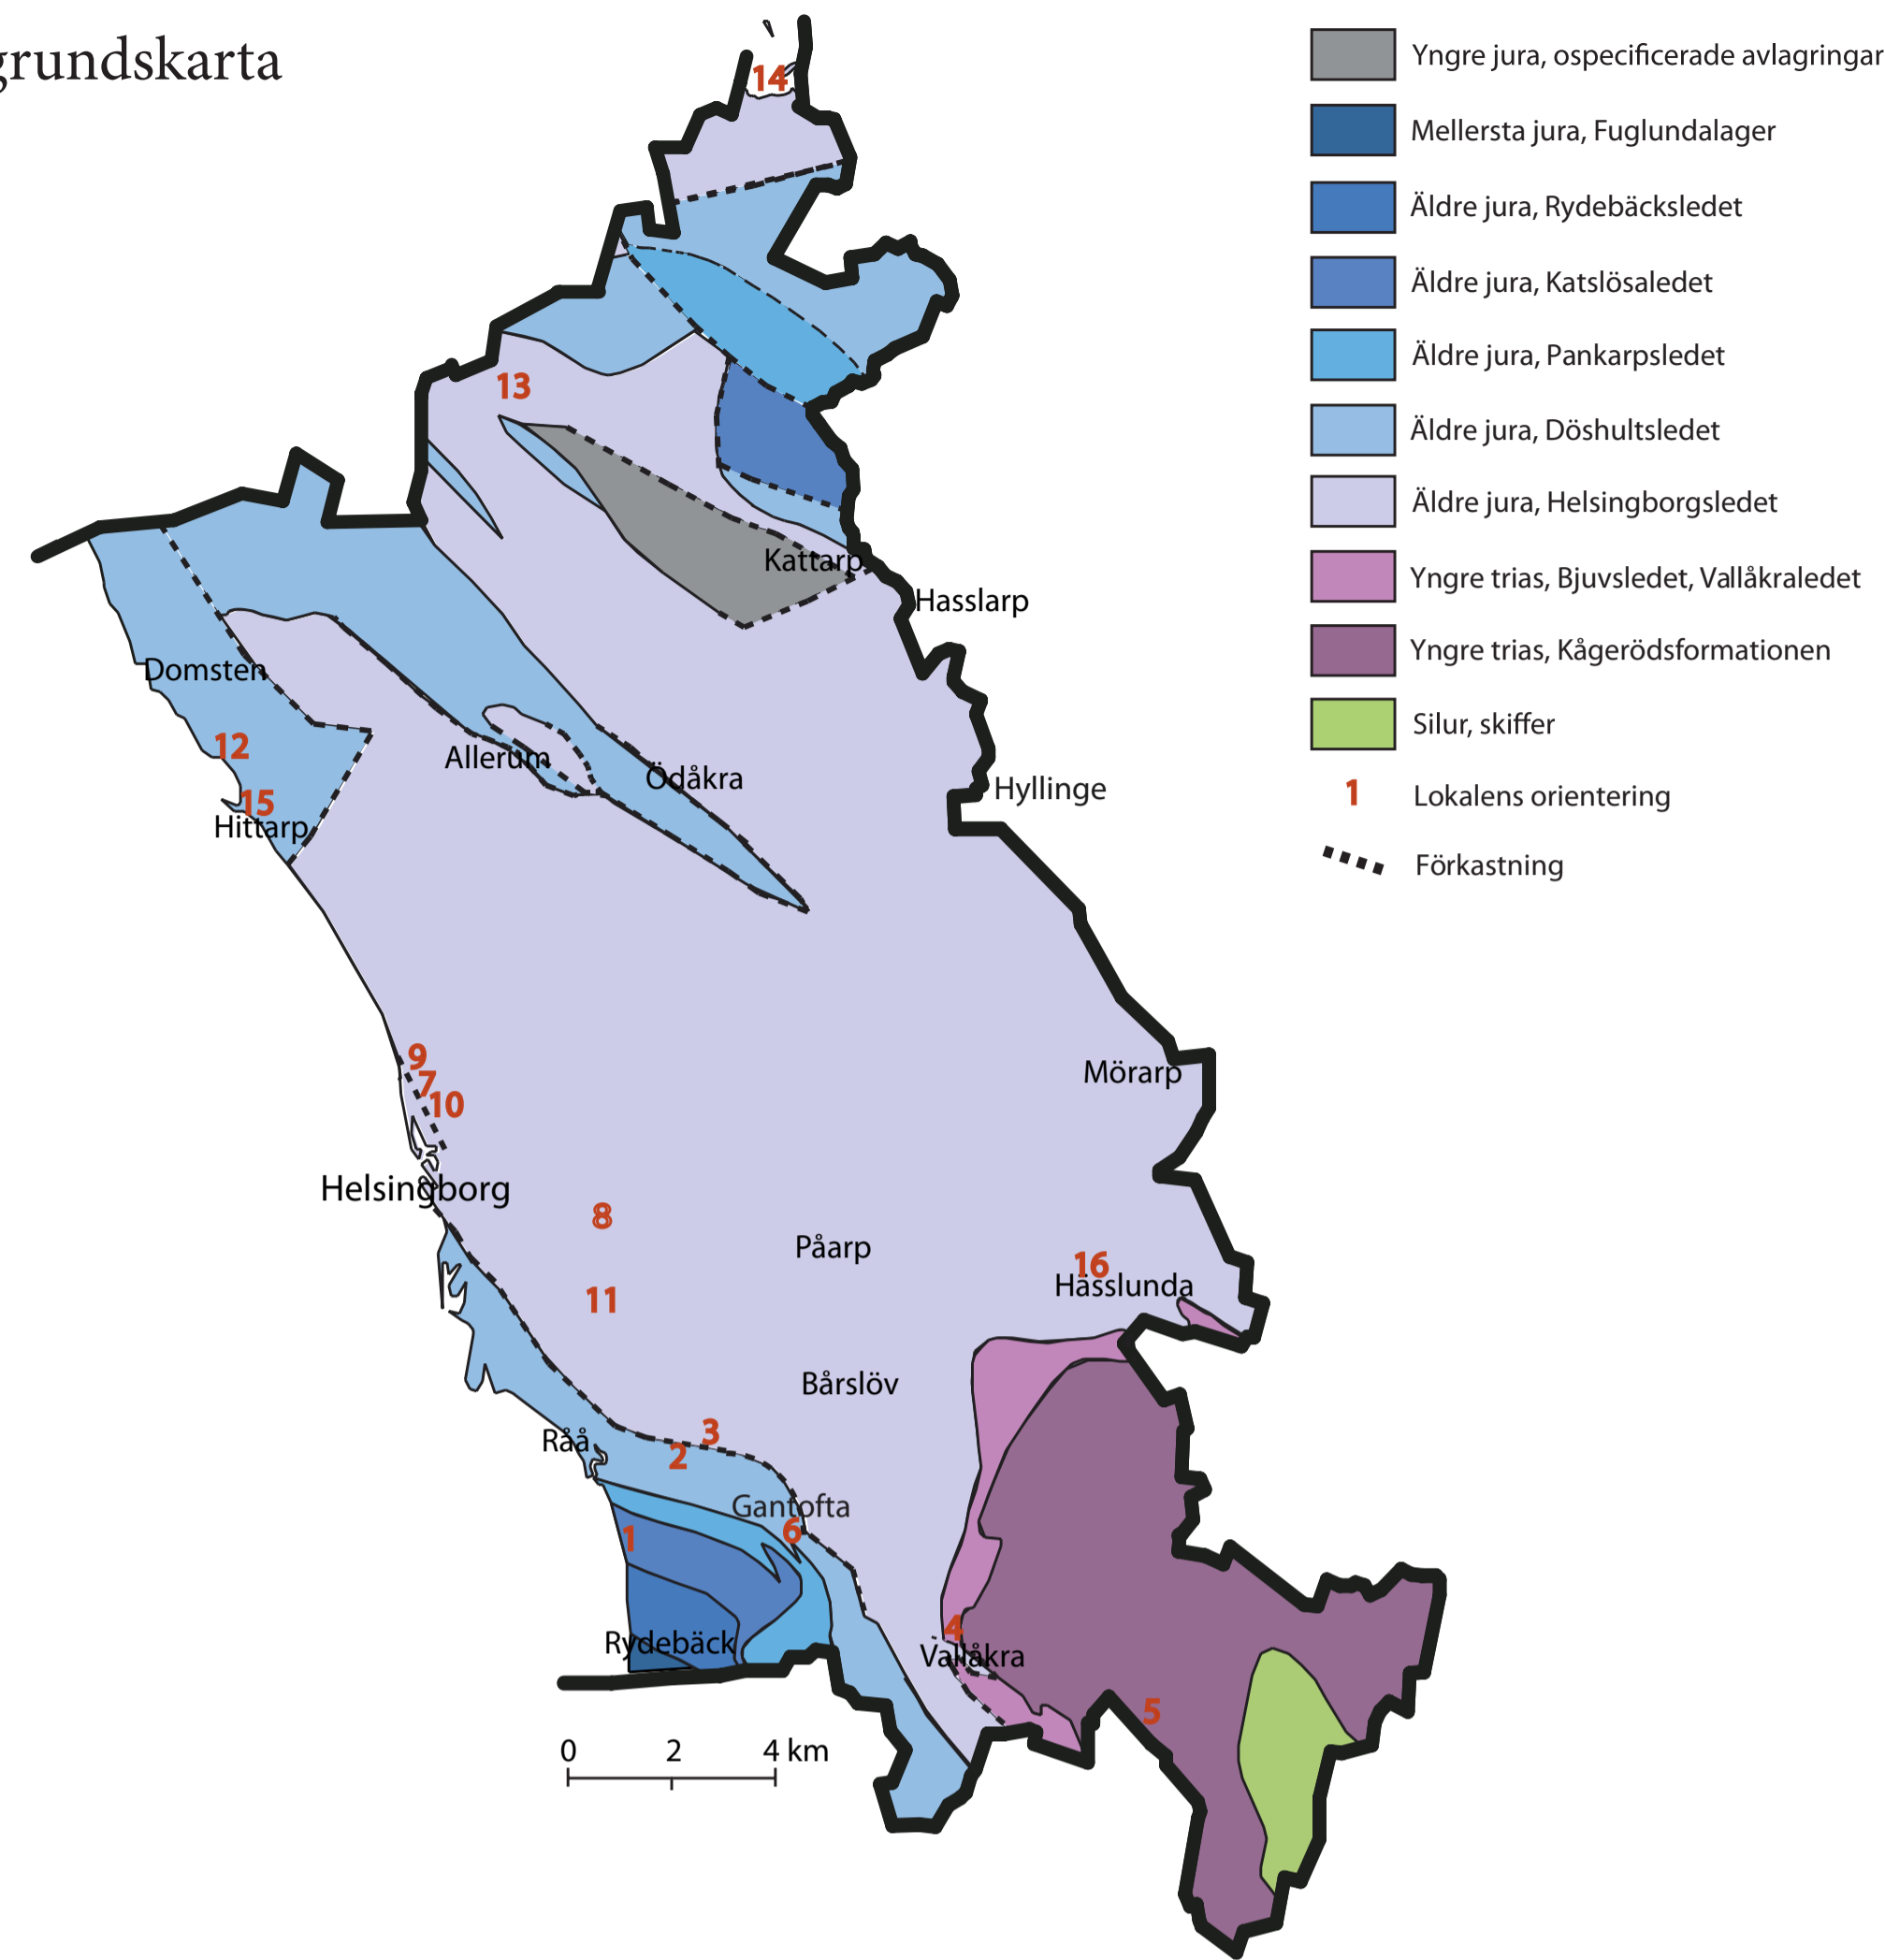 grundskarta
Yngre jura, ospecificerade avlagringar
Mellersta jura, Fuglundalager
Äldre jura, Rydebäcksledet
Äldre jura, Katslösaledet
Äldre jura, Pankarpsledet
Äldre jura, Döshultsledet
Äldre jura, Helsingborgsledet
Yngre trias, Bjuvsledet, Vallåkraledet
Yngre trias, Kågerödsformationen
Silur, skiffer
1 Lokalens orientering
Förkastning
14
13
Kattarp
Hasslarp
Domsten
12
Allerum
Ödåkra
Hyllinge
15
Hittarp
9
7
10
Mörarp
Helsingborg
8
Påarp
16
Hässlunda
11
Bårslöv
Råå
3
2
Gantofta
6
1
4
Rydebäck
Vallåkra
5
0 2 4 km